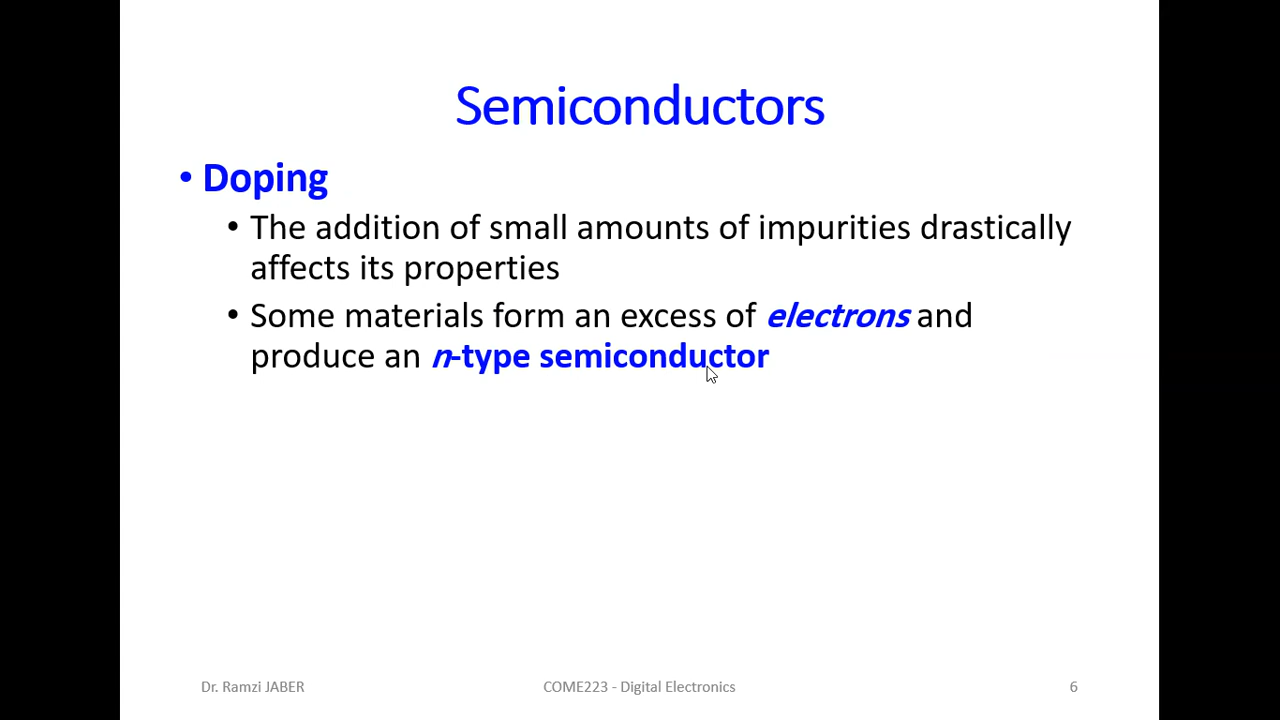 Semiconductors
• Doping
• The addition of small amounts of impurities drastically
affects its properties
• Some materials form an excess of electrons and
produce an n-type semiconductor
Dr. Ramzi JABER
COME223 - Digital Electronics
6